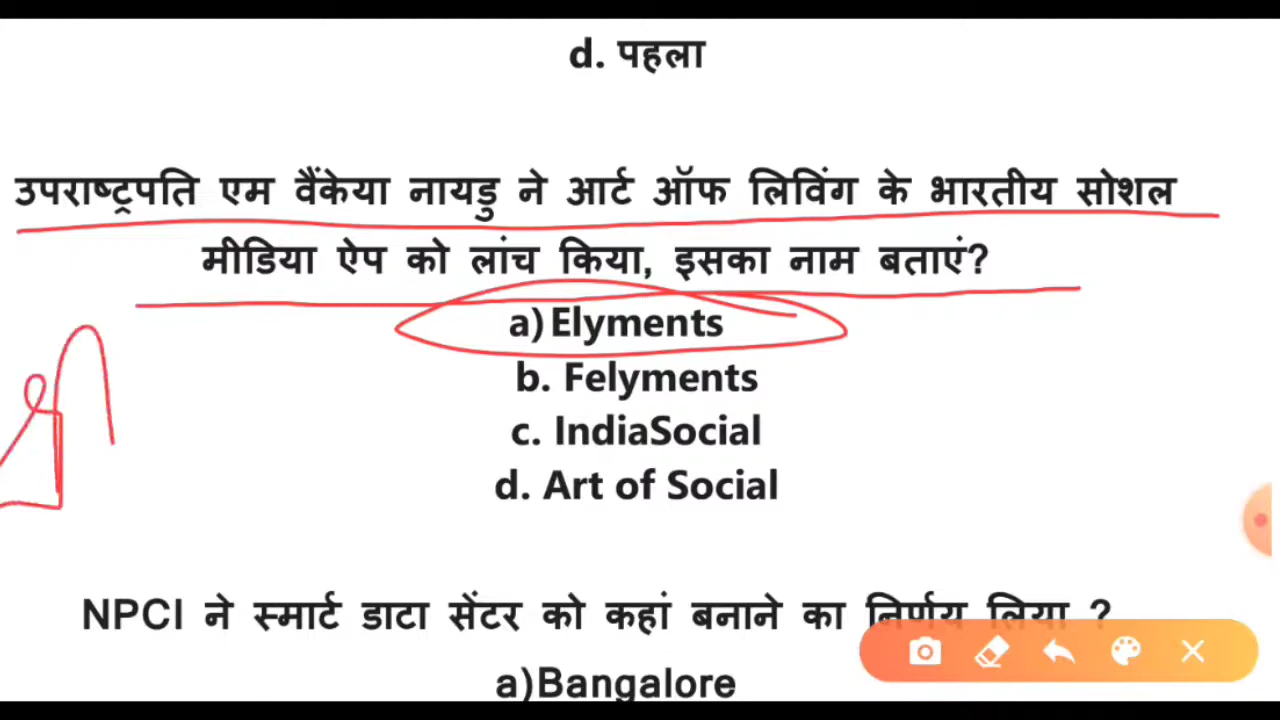 d. पहला
उपराष्ट्रपति एम वैंकेया नायडु ने आर्ट ऑफ लिविंग के भारतीय सोशल
मीडिया ऐप को लांच किया, इसका नाम बताएं?
a) Elyments
b. Felyments
c. IndiaSocial
d. Art of Social
NPCI ने स्मार्ट डाटा सेंटर को कहां बनाने का निर्णय लिया ?
a)Bangalore